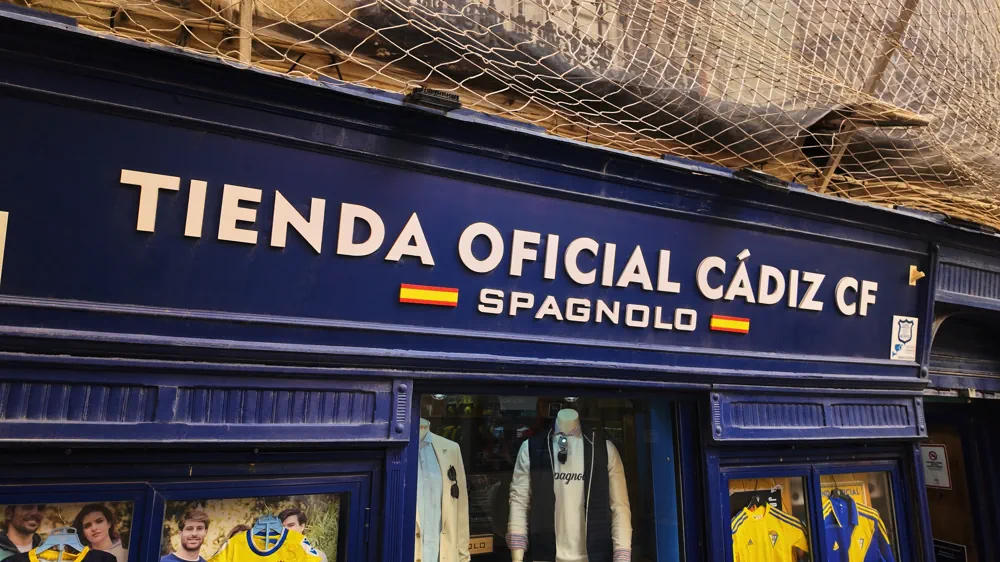 TIENDA OFICIAL CÁDIZ CF
SPAGNOLO